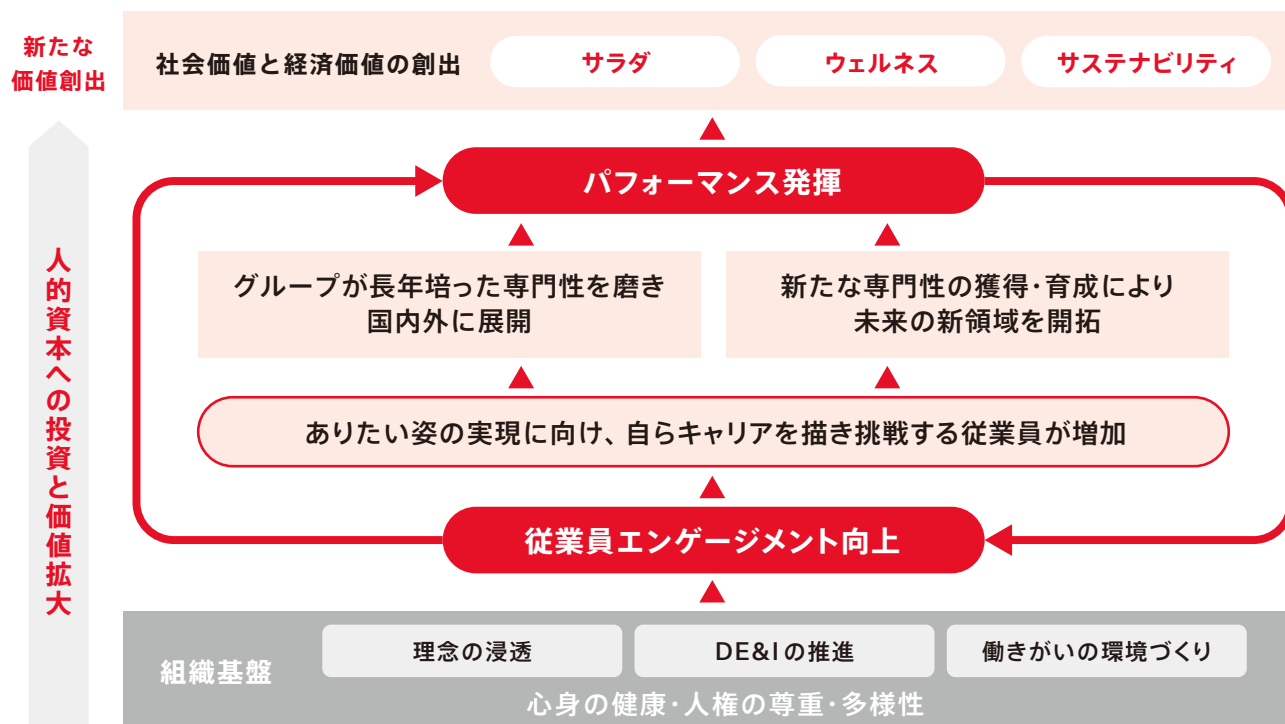 新たな
価値創出
社会価値と経済価値の創出
サラダ
ウェルネス
サステナビリティ
人的資本への投資と価値拡大
パフォーマンス発揮
グループが長年培った専門性を磨き
国内外に展開
新たな専門性の獲得・育成により
未来の新領域を開拓
ありたい姿の実現に向け、自らキャリアを描き挑戦する従業員が増加
従業員エンゲージメント向上
組織基盤
理念の浸透
DE&Iの推進
働きがいの環境づくり
心身の健康・人権の尊重・多様性